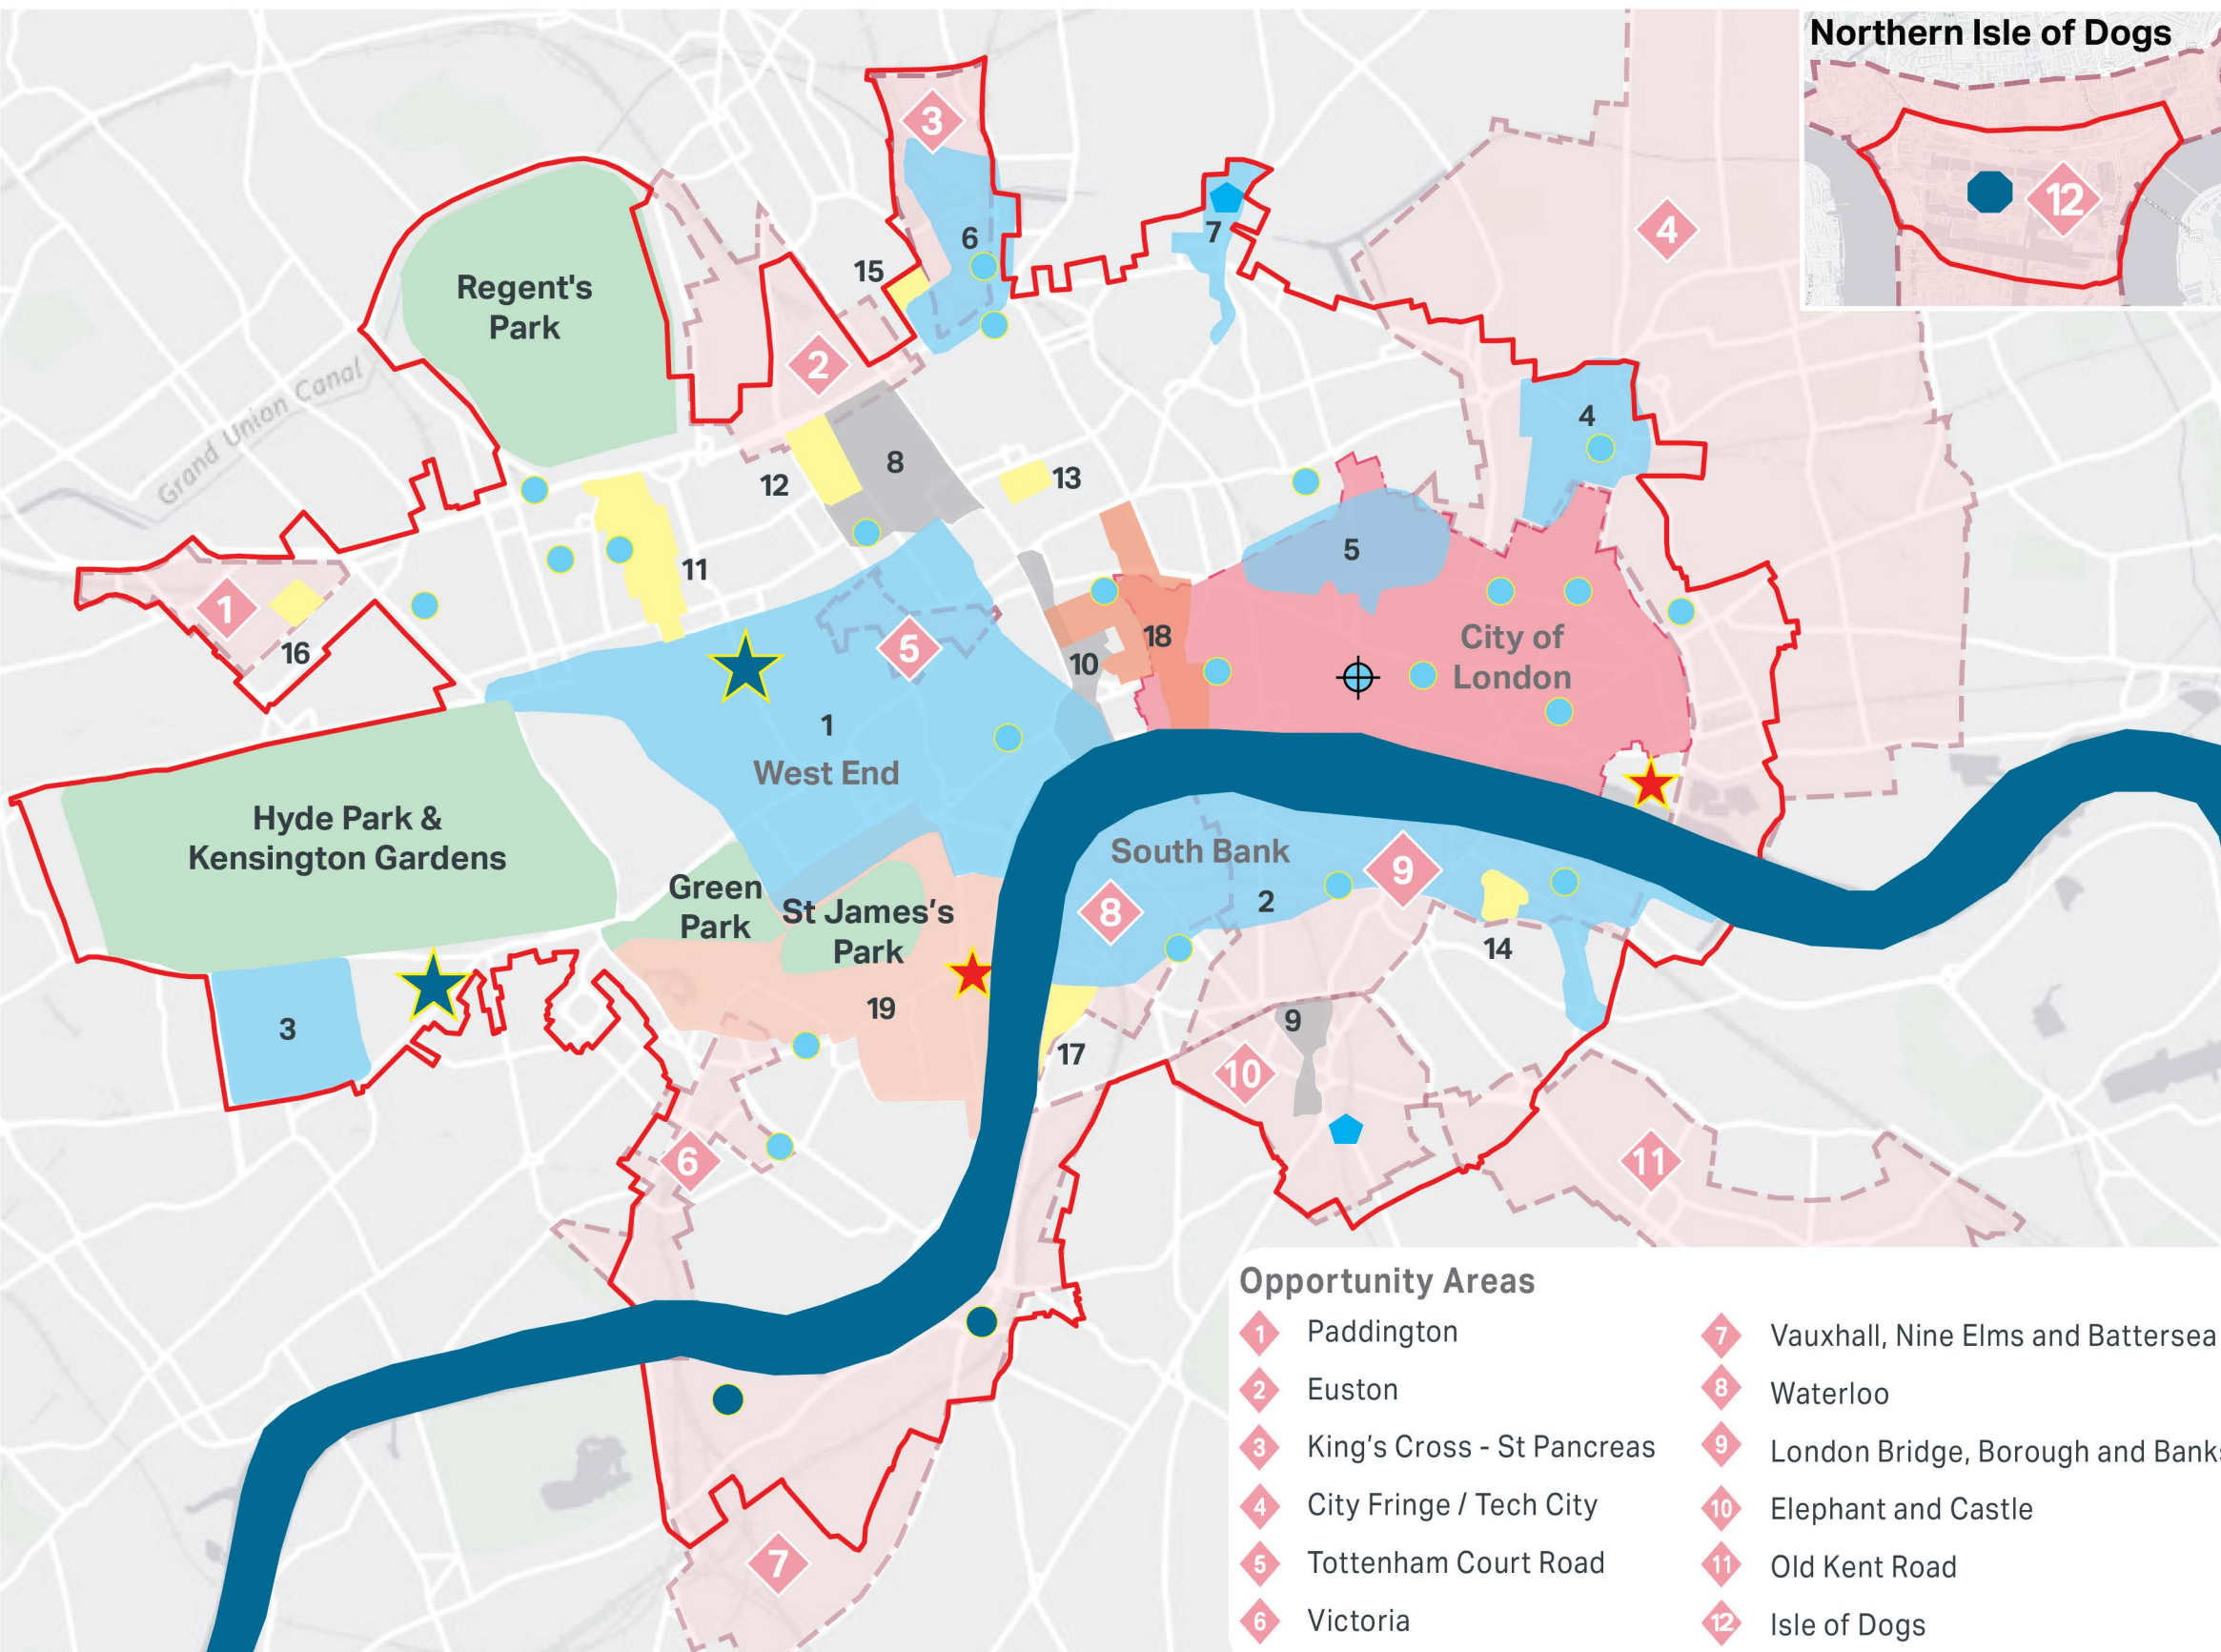 Northern Isle of Dogs
12
3
4
7
6
15
Regent's
Park
2
Grand Union Canal
4
8
12
13
5
11
1
16
5
18
10
City of
London
1
West End
Hyde Park &
Kensington Gardens
South Bank
9
Green
Park
St James's
Park
8
2
14
19
3
9
17
10
6
11
7
Opportunity Areas
1 Paddington
2 Euston
3 King's Cross - St Pancreas
4 City Fringe / Tech City
5 Tottenham Court Road
6 Victoria
7 Vauxhall, Nine Elms and Battersea
8 Waterloo
9 London Bridge, Borough and Banks
10 Elephant and Castle
11 Old Kent Road
12 Isle of Dogs